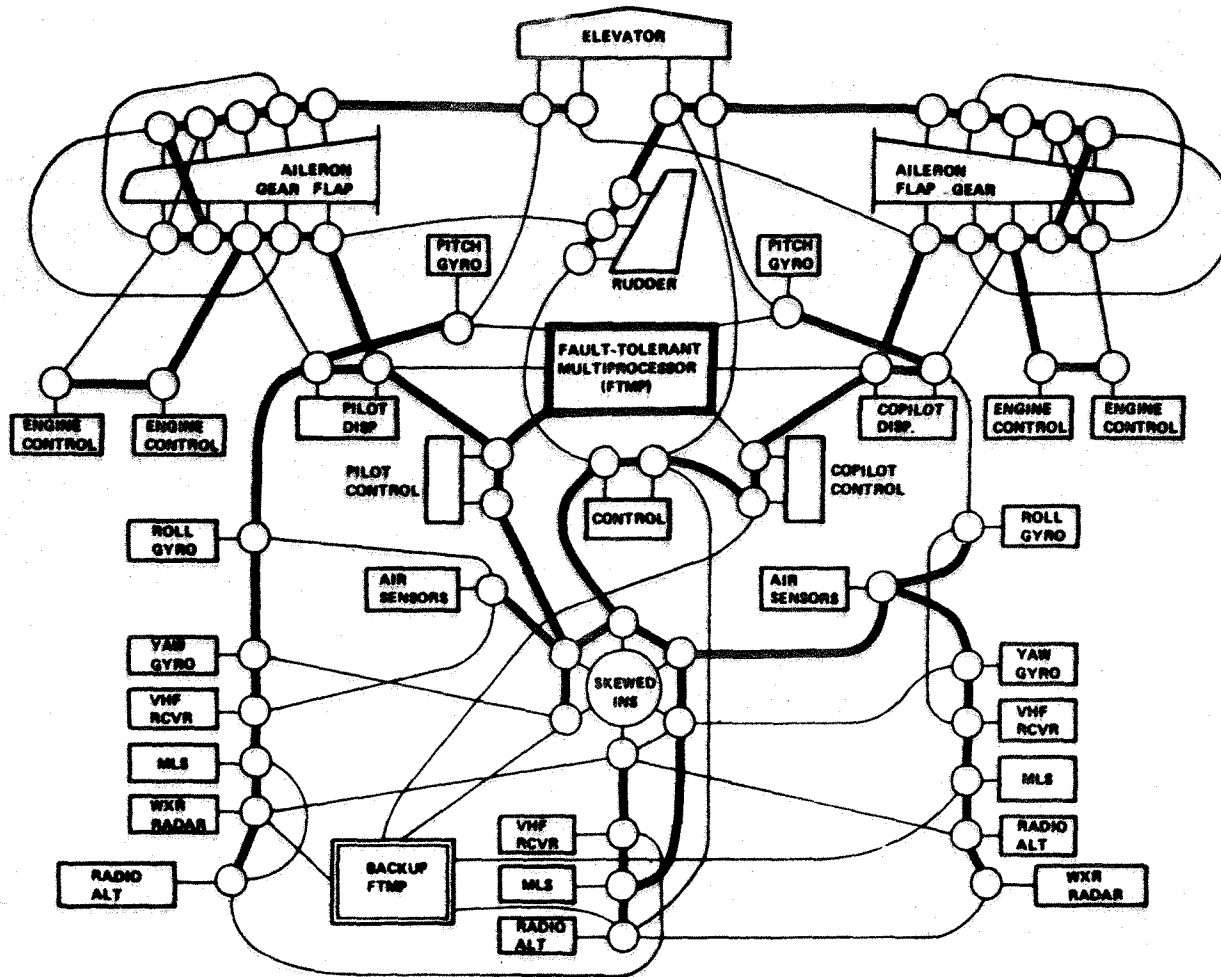 ELEVATOR
AILERON
GEAR FLAP
AILERON
FLAP GEAR
PITCH
GYRO
RUDDER
PITCH
GYRO
FAULT-TOLERANT
MULTIPROCESSOR
(FTMP)
ENGINE
CONTROL
ENGINE
CONTROL
PILOT
DISP
COPILOT
DISP.
ENGINE
CONTROL
ENGINE
CONTROL
PILOT
CONTROL
CONTROL
COPILOT
CONTROL
ROLL
GYRO
AIR
SENSORS
AIR
SENSORS
ROLL
GYRO
YAW
GYRO
SKEWED
INS
YAW
GYRO
VHF
RCVR
VHF
RCVR
MLS
MLS
WXR
RADAR
VHF
RCVR
RADIO
ALT
RADIO
ALT
BACKUP
FTMP
MLS
WXR
RADAR
RADIO
ALT